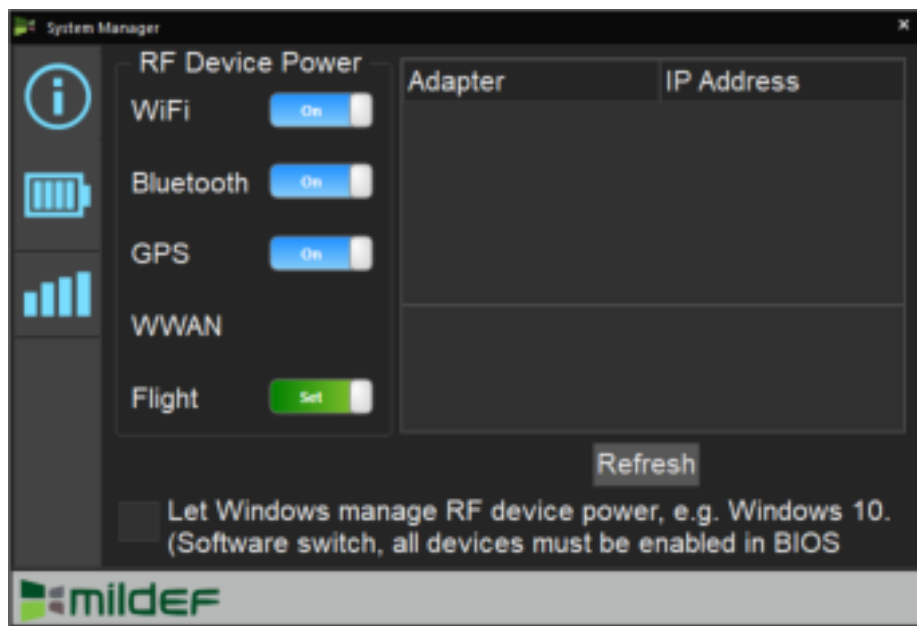 System Manager
RF Device Power
Adapter IP Address
WiFi On
Bluetooth On
GPS On
WWAN
Flight Set
Refresh
Let Windows manage RF device power, e.g. Windows 10.
(Software switch, all devices must be enabled in BIOS
mildef